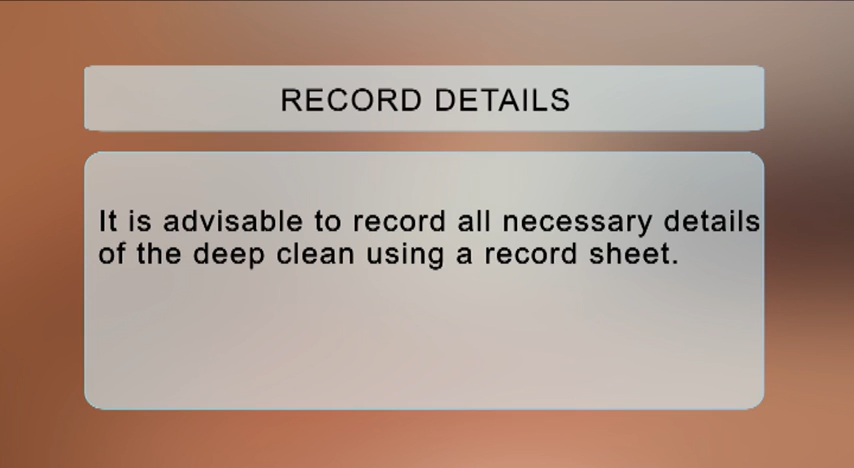 RECORD DETAILS
It is advisable to record all necessary details
of the deep clean using a record sheet.